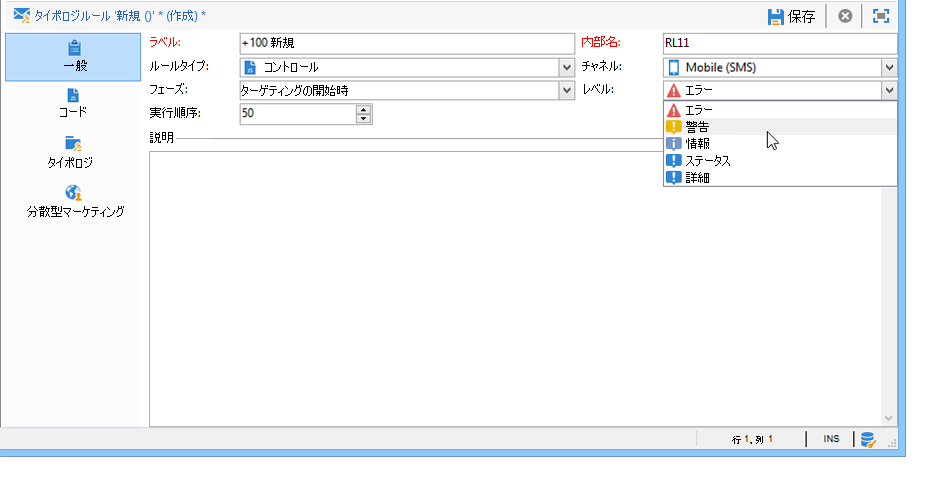 タイポロジルール '新規 ()' * (作成) *
保存
一般
コード
タイポロジ
分散型マーケティング
ラベル: +100 新規 内部名: RL11
ルールタイプ: コントロール チャネル: Mobile (SMS)
フェーズ: ターゲティングの開始時 レベル: エラー
実行順序: 50
エラー
警告
情報
ステータス
詳細
説明
行 1、列 1 INS